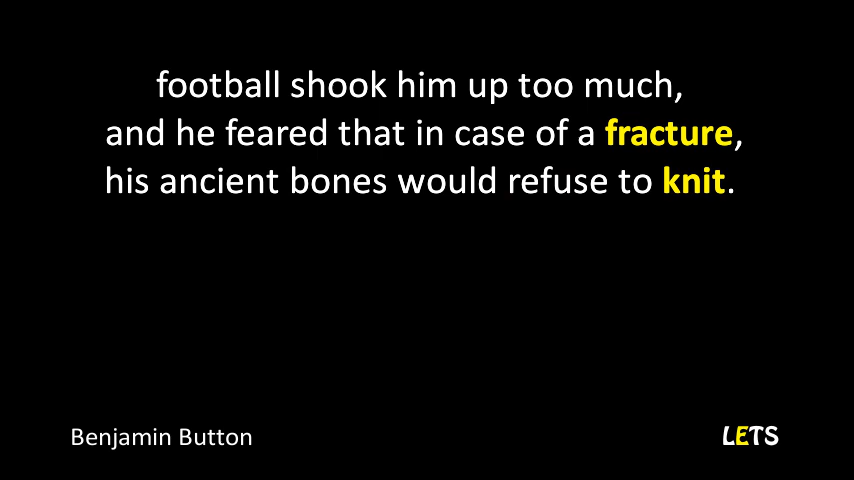 football shook him up too much,
and he feared that in case of a fracture,
his ancient bones would refuse to knit.
Benjamin Button
LETS